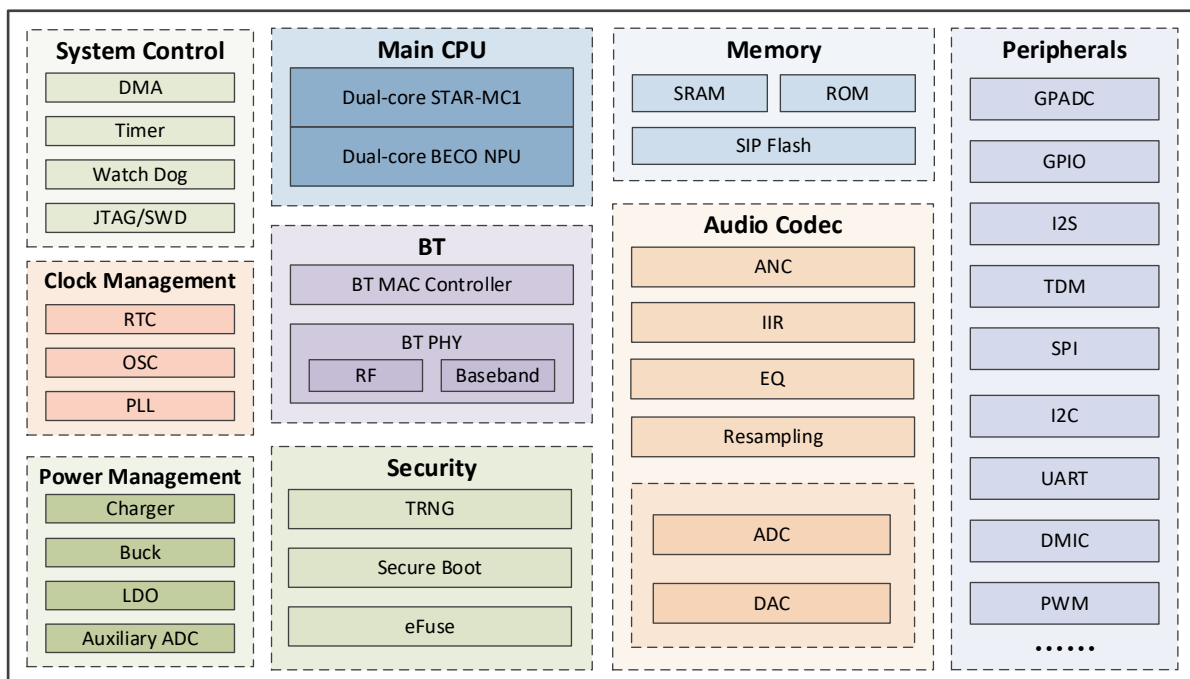 System Control
DMA
Timer
Watch Dog
JTAG/SWD
Clock Management
RTC
OSC
PLL
Power Management
Charger
Buck
LDO
Auxiliary ADC
Main CPU
Dual-core STAR-MC1
Dual-core BECO NPU
BT
BT MAC Controller
BT PHY
RF
Baseband
Security
TRNG
Secure Boot
eFuse
Memory
SRAM
ROM
SIP Flash
Audio Codec
ANC
IIR
EQ
Resampling
ADC
DAC
Peripherals
GPADC
GPIO
I2S
TDM
SPI
I2C
UART
DMIC
PWM
......